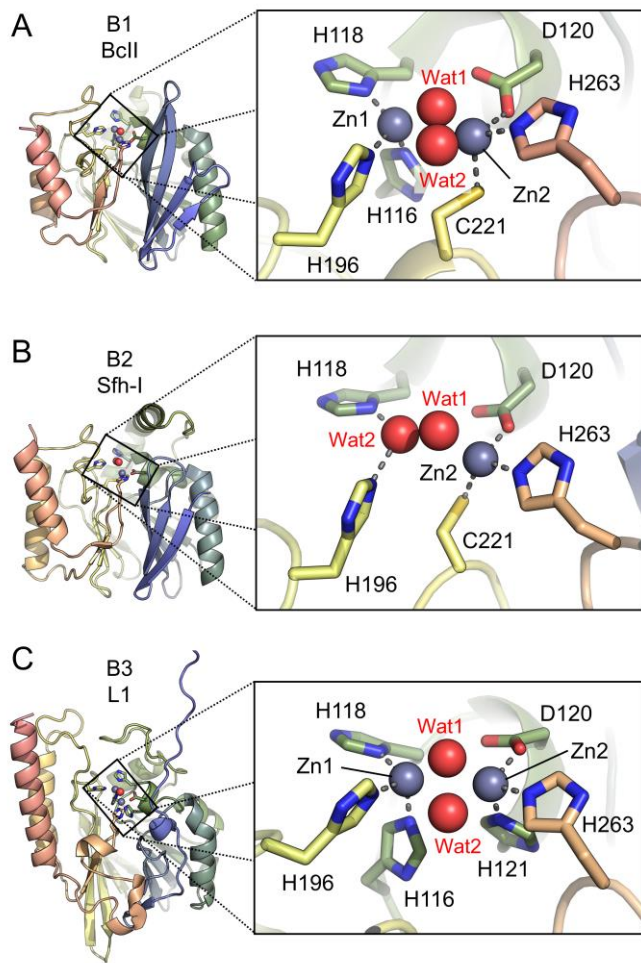 A
B1
BcII
H118
D120
Wat1
H263
Zn1
Wat2
Zn2
H116
C221
H196
B
B2
Sfh-I
H118
D120
Wat1
Wat2
H263
Zn2
C221
H196
C
B3
L1
H118
Wat1
D120
Zn1
Zn2
H263
Wat2
H196
H121
H116